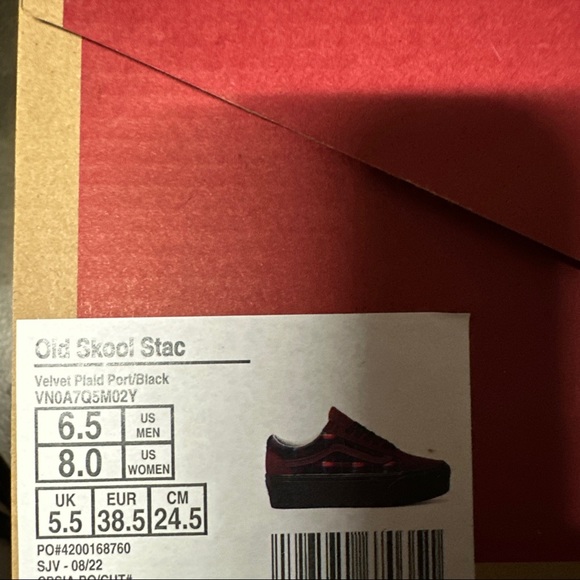 Old Skool Stac
Velvet Plaid Port/Black
VN0A7Q5M02Y
6.5 US MEN
8.0 US WOMEN
UK EUR CM
5.5 38.5 24.5
PO#4200168760
SJV - 08/22